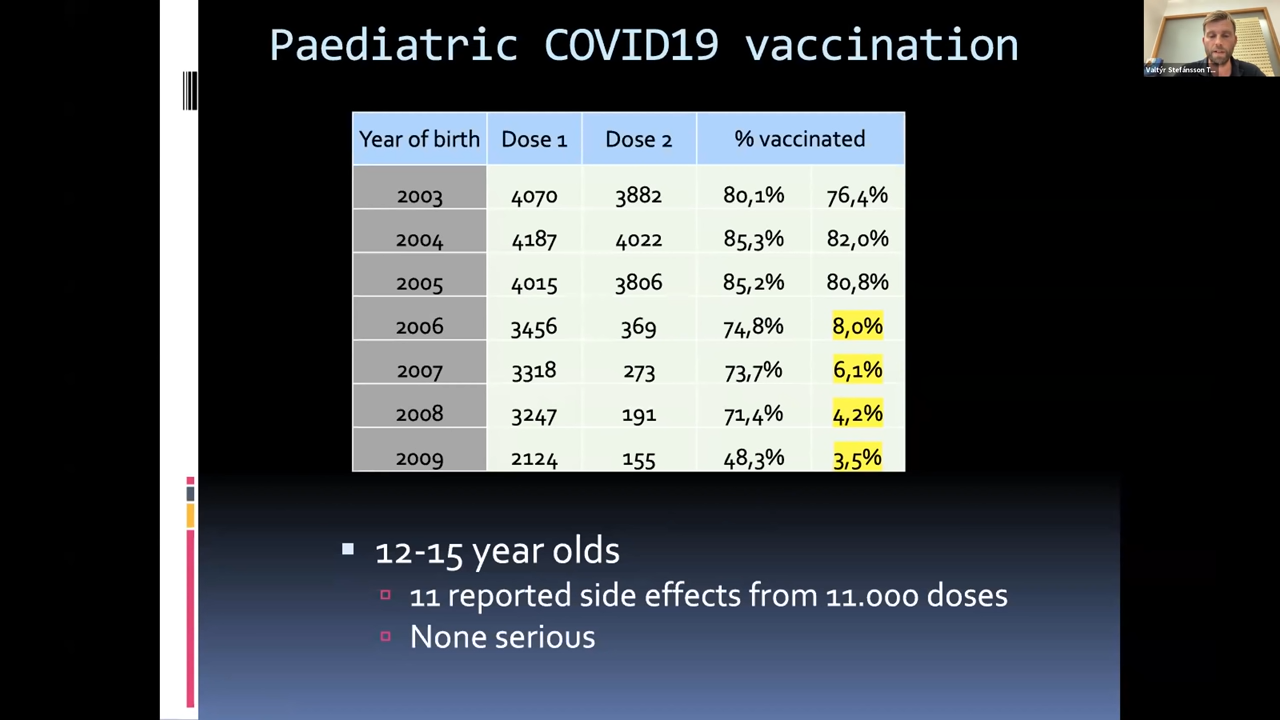 Paediatric COVID19 vaccination
Valtýr Stefánsson T...
Year of birth Dose 1 Dose 2 % vaccinated
2003 4070 3882 80,1% 76,4%
2004 4187 4022 85,3% 82,0%
2005 4015 3806 85,2% 80,8%
2006 3456 369 74,8% 8,0%
2007 3318 273 73,7% 6,1%
2008 3247 191 71,4% 4,2%
2009 2124 155 48,3% 3,5%
12-15 year olds
11 reported side effects from 11.000 doses
None serious